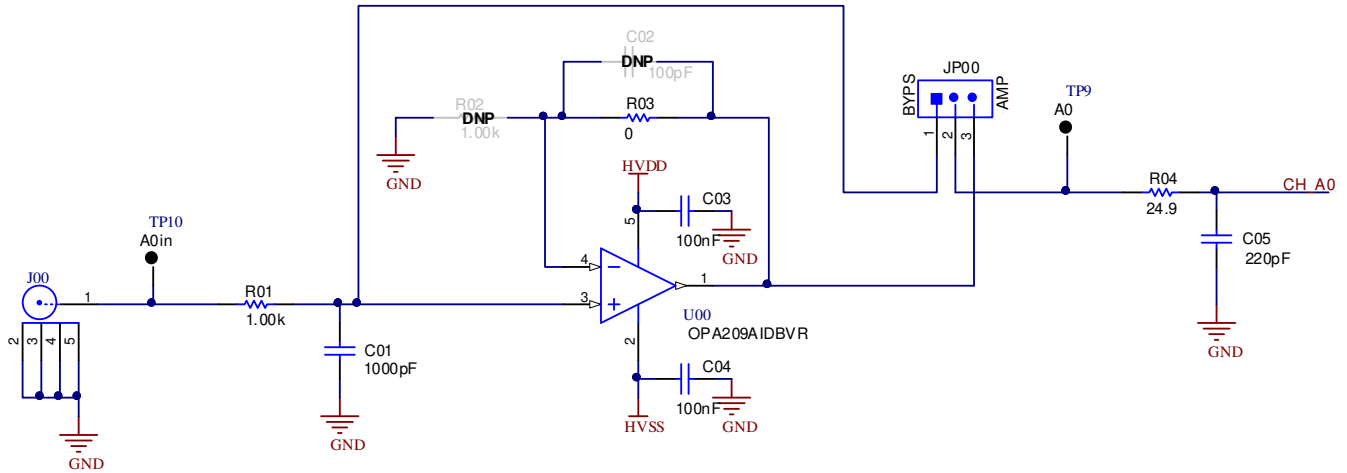 C02
DNP
100pF
R02
DNP
1.00k
R03
0
GND
JP00
BYPS
AMP
1
2
3
TP9
A0
R04
24.9
CH_A0
C05
220pF
GND
HVDD
5
C03
100nF
GND
TP10
A0in
J00
1
2
3
4
5
GND
R01
1.00k
C01
1000pF
GND
4
3
1
2
U00
OPA209AIDBVR
C04
100nF
GND
HVSS